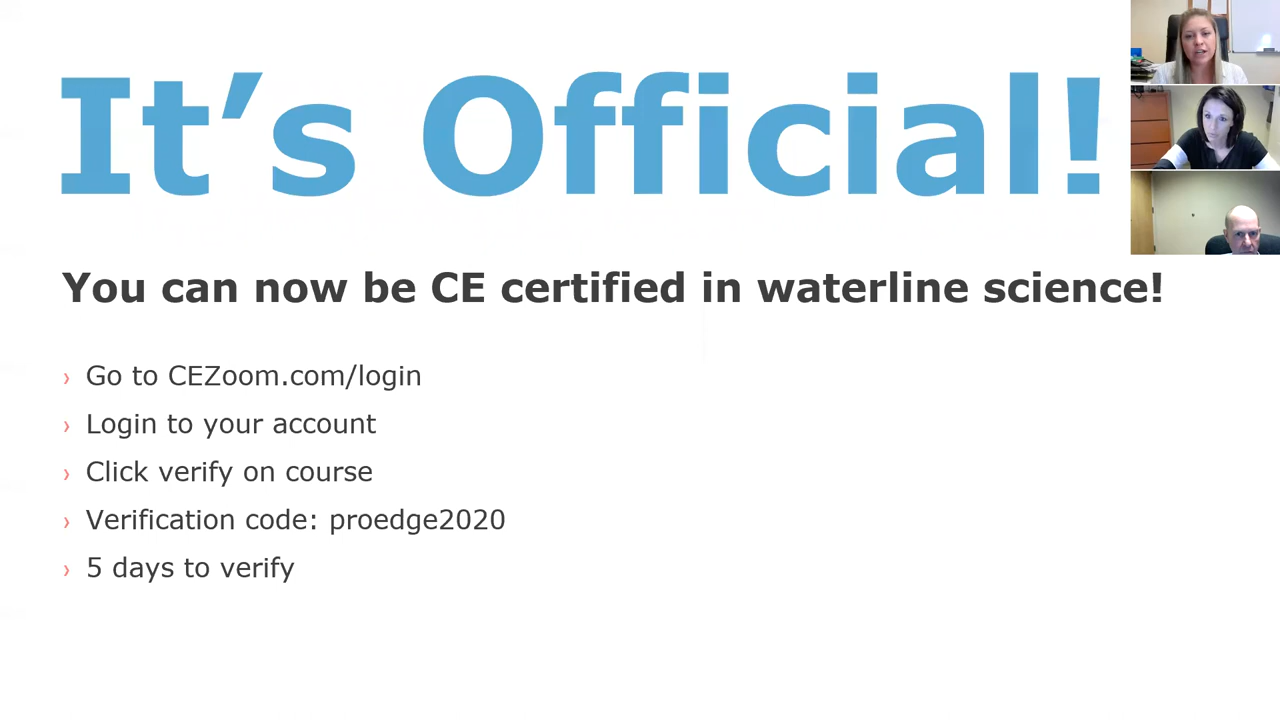 It’s Official!
You can now be CE certified in waterline science!
› Go to CEZoom.com/login
› Login to your account
› Click verify on course
› Verification code: proedge2020
› 5 days to verify